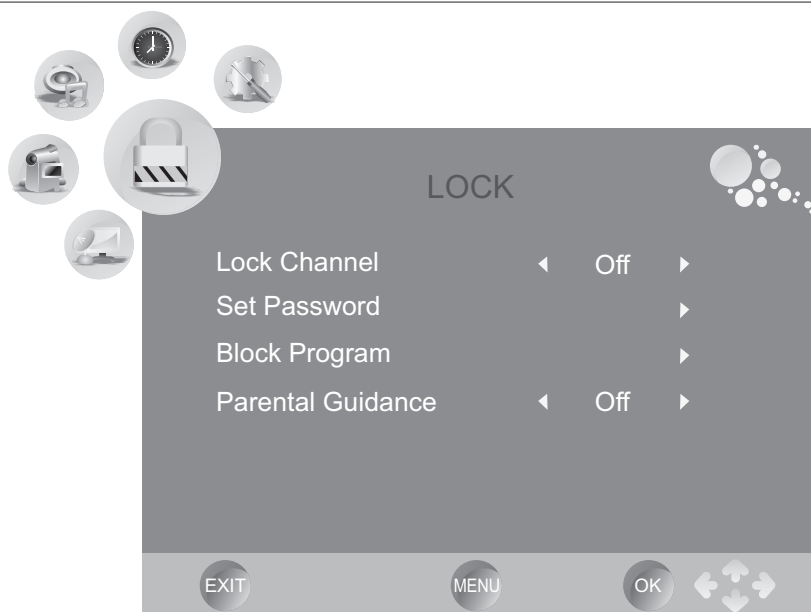 LOCK
Lock Channel Off
Set Password
Block Program
Parental Guidance Off
EXIT MENU OK